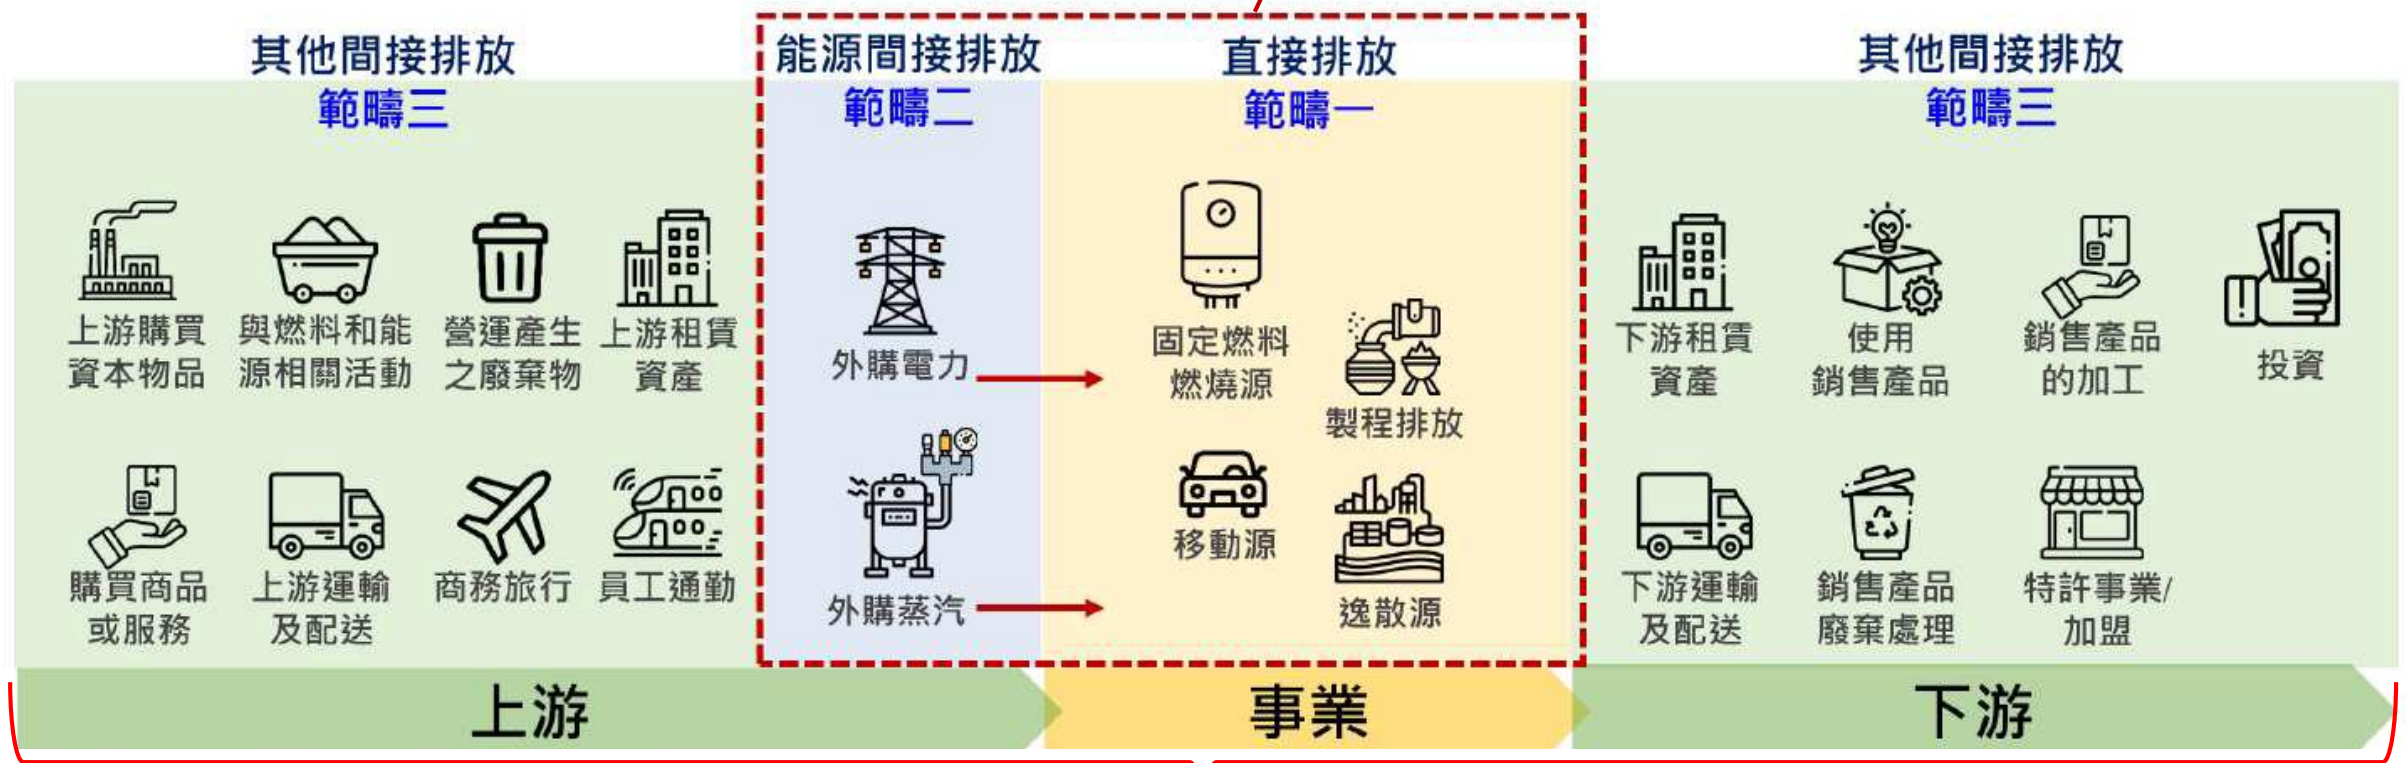 其他間接排放
範疇三
能源間接排放
範疇二
直接排放
範疇一
其他間接排放
範疇三
上游購買
資本物品
與燃料和能
源相關活動
營運產生
之廢棄物
上游租賃
資產
購買商品
或服務
上游運輸
及配送
商務旅行
員工通勤
外購電力
外購蒸汽
固定燃料
燃燒源
製程排放
移動源
逸散源
下游租賃
資產
使用
銷售產品
銷售產品
的加工
投資
下游運輸
及配送
銷售產品
廢棄處理
特許事業/
加盟
上游
事業
下游